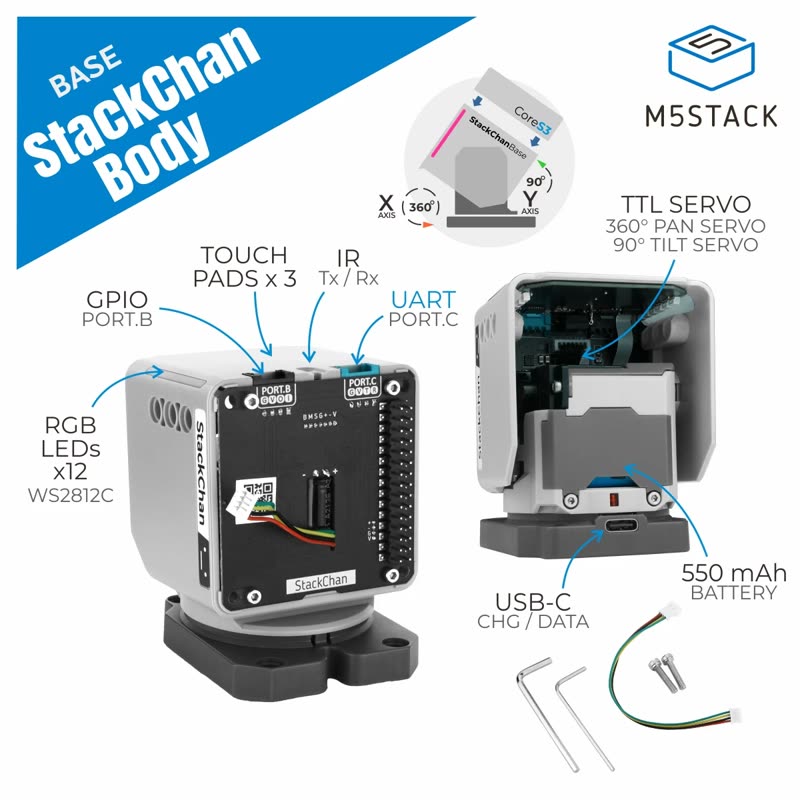 BASE
StackChan
Body
M5STACK
CoreS3
StackChanBase
90°
X
AXIS
360°
Y
AXIS
TTL SERVO
360° PAN SERVO
90° TILT SERVO
TOUCH
PADS x 3
IR
Tx / Rx
GPIO
PORT.B
UART
PORT.C
RGB
LEDs
x12
WS2812C
PORT.B
GVOI
PORT.C
GVTR
StackChan
StackChan
550 mAh
BATTERY
USB-C
CHG / DATA